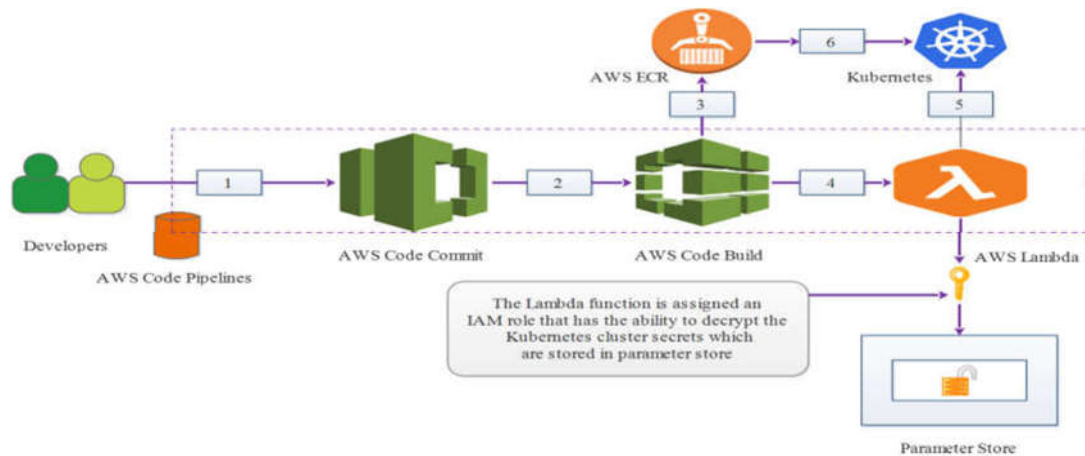 6
AWS ECR
Kubernetes
3
5
1
2
4
Developers
AWS Code Pipelines
AWS Code Commit
AWS Code Build
AWS Lambda
The Lambda function is assigned an
IAM role that has the ability to decrypt the
Kubernetes cluster secrets which
are stored in parameter store
Parameter Store